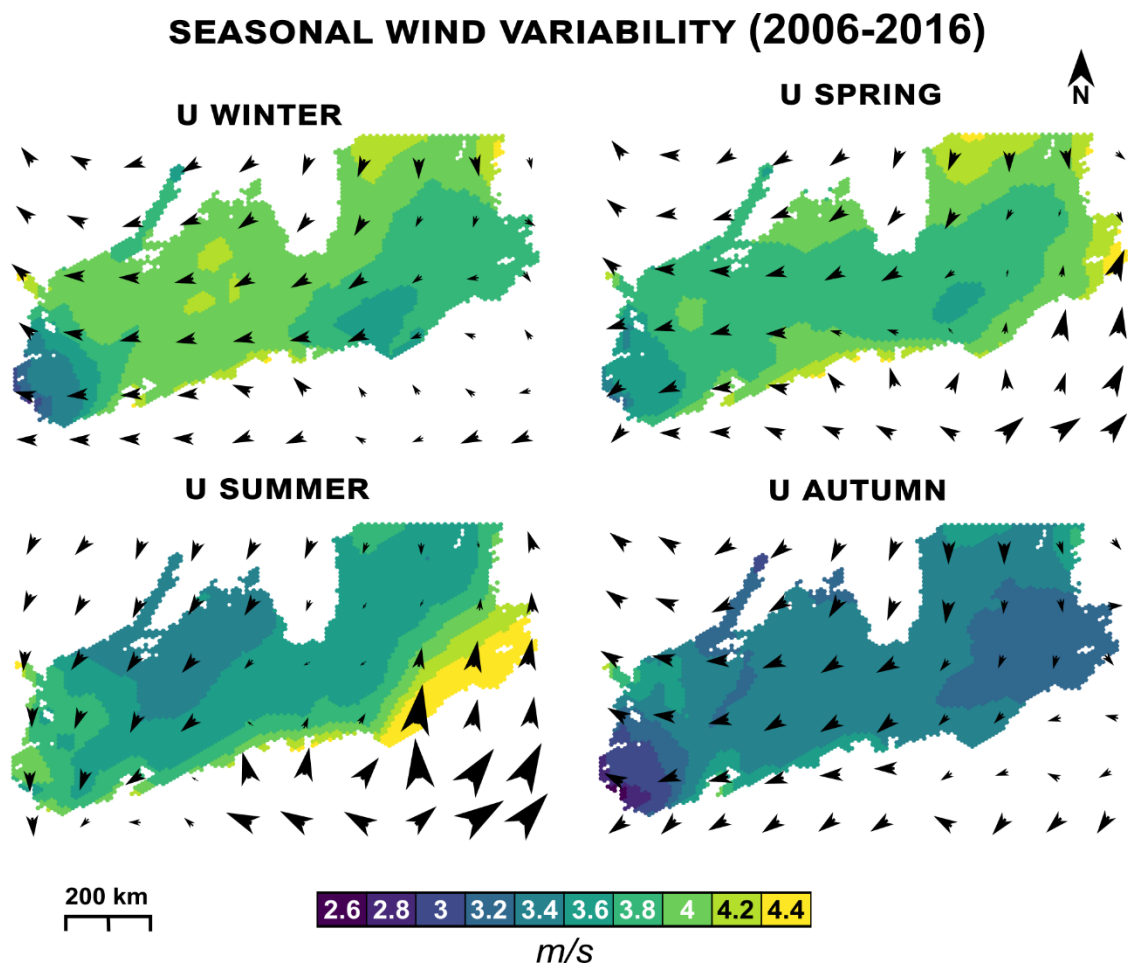 SEASONAL WIND VARIABILITY (2006-2016)
U WINTER
U SPRING
N
U SUMMER
U AUTUMN
200 km
2.6 2.8 3 3.2 3.4 3.6 3.8 4 4.2 4.4
m/s